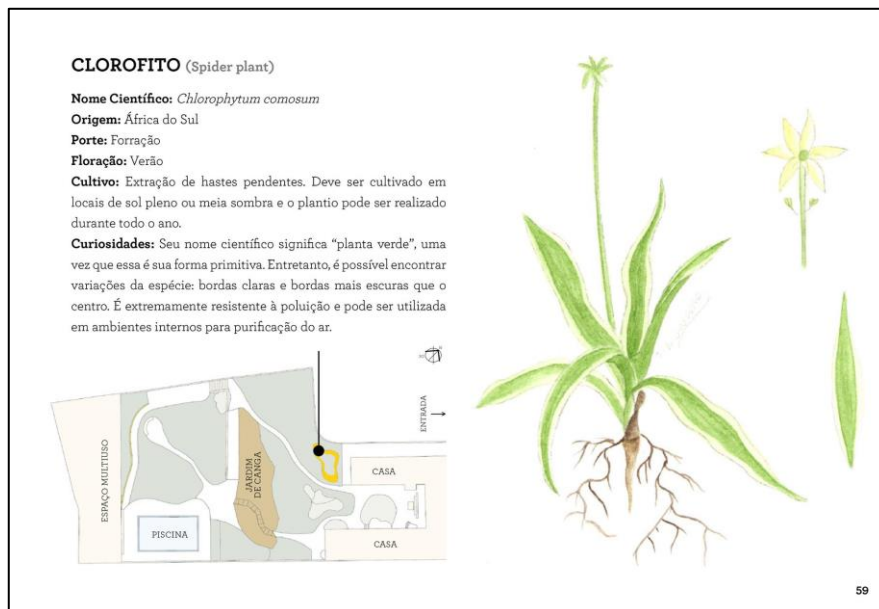 CLOROFITO (Spider plant)
Nome Científico: Chlorophytum comosum
Origem: África do Sul
Porte: Forração
Floração: Verão
Cultivo: Extração de hastes pendentes. Deve ser cultivado em
locais de sol pleno ou meia sombra e o plantio pode ser realizado
durante todo o ano.
Curiosidades: Seu nome científico significa “planta verde”, uma
vez que essa é sua forma primitiva. Entretanto, é possível encontrar
variações da espécie: bordas claras e bordas mais escuras que o
centro. É extremamente resistente à poluição e pode ser utilizada
em ambientes internos para purificação do ar.
ENTRADA
ESPAÇO MULTIUSO
JARDIM
DE CANGA
CASA
PISCINA
CASA
59